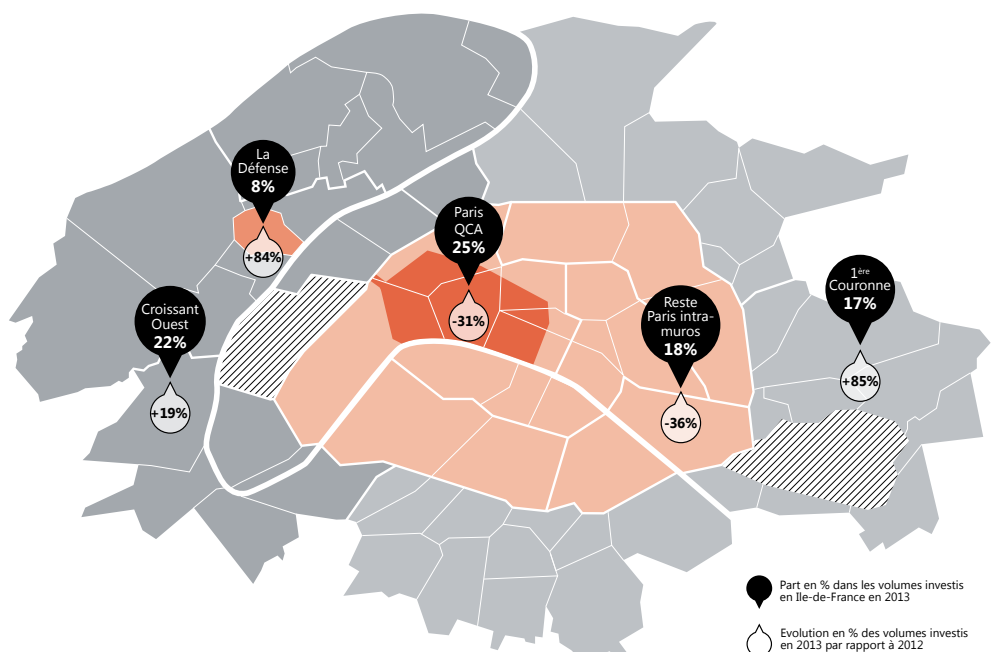 La
Défense
8%
+84%
Paris
QCA
25%
-31%
Croissant
Ouest
22%
+19%
Reste
Paris intra-
muros
18%
-36%
1ère
Couronne
17%
+85%
Part en % dans les volumes investis
en Ile-de-France en 2013
Evolution en % des volumes investis
en 2013 par rapport à 2012